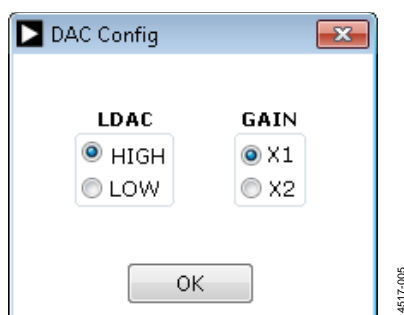 DAC Config
LDAC
HIGH
LOW
GAIN
X1
X2
OK
4517-005